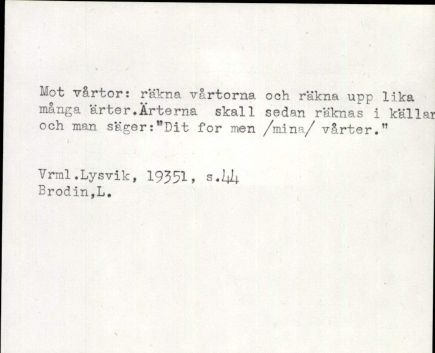 Mot vårtor: räkna vårtorna och räkna upp lika
många ärter.Ärterna skall sedan räknas i källar
och man säger:"Dit for men /mina/ vårter."
Vrml.Lysvik, 19351, s.44
Brodin,L.